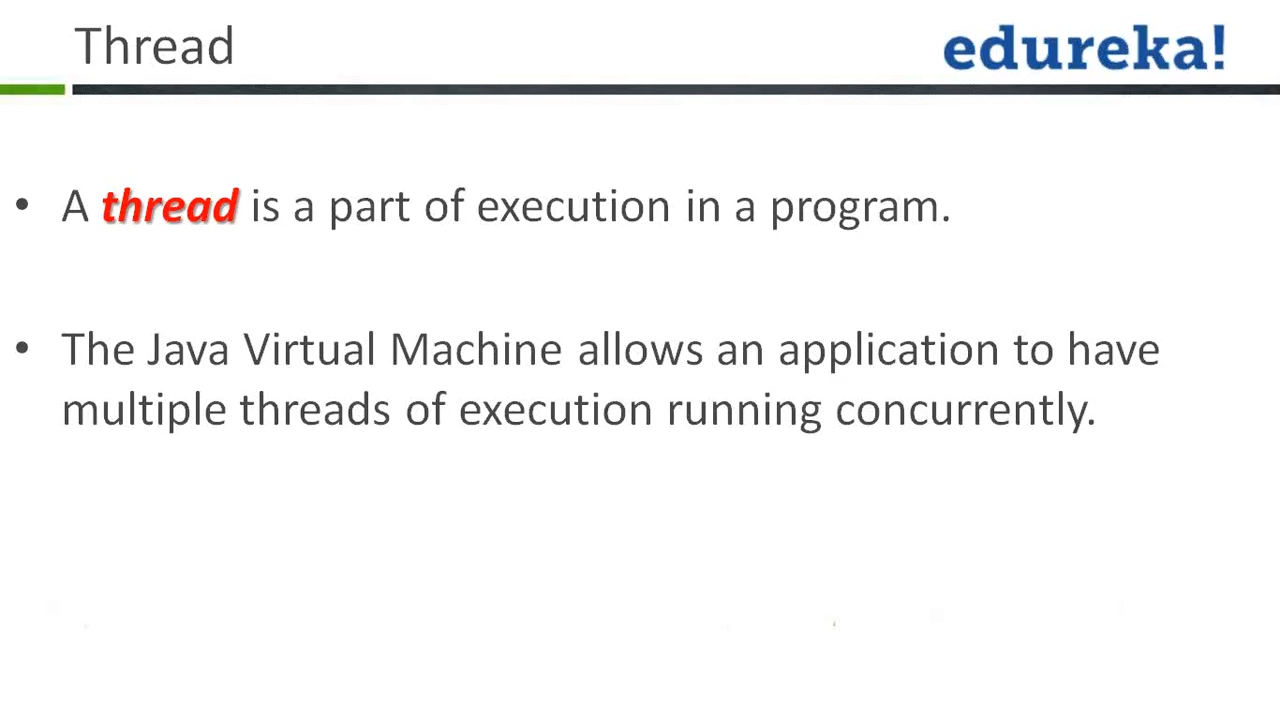 Thread
edureka!
• A thread is a part of execution in a program.
• The Java Virtual Machine allows an application to have
multiple threads of execution running concurrently.